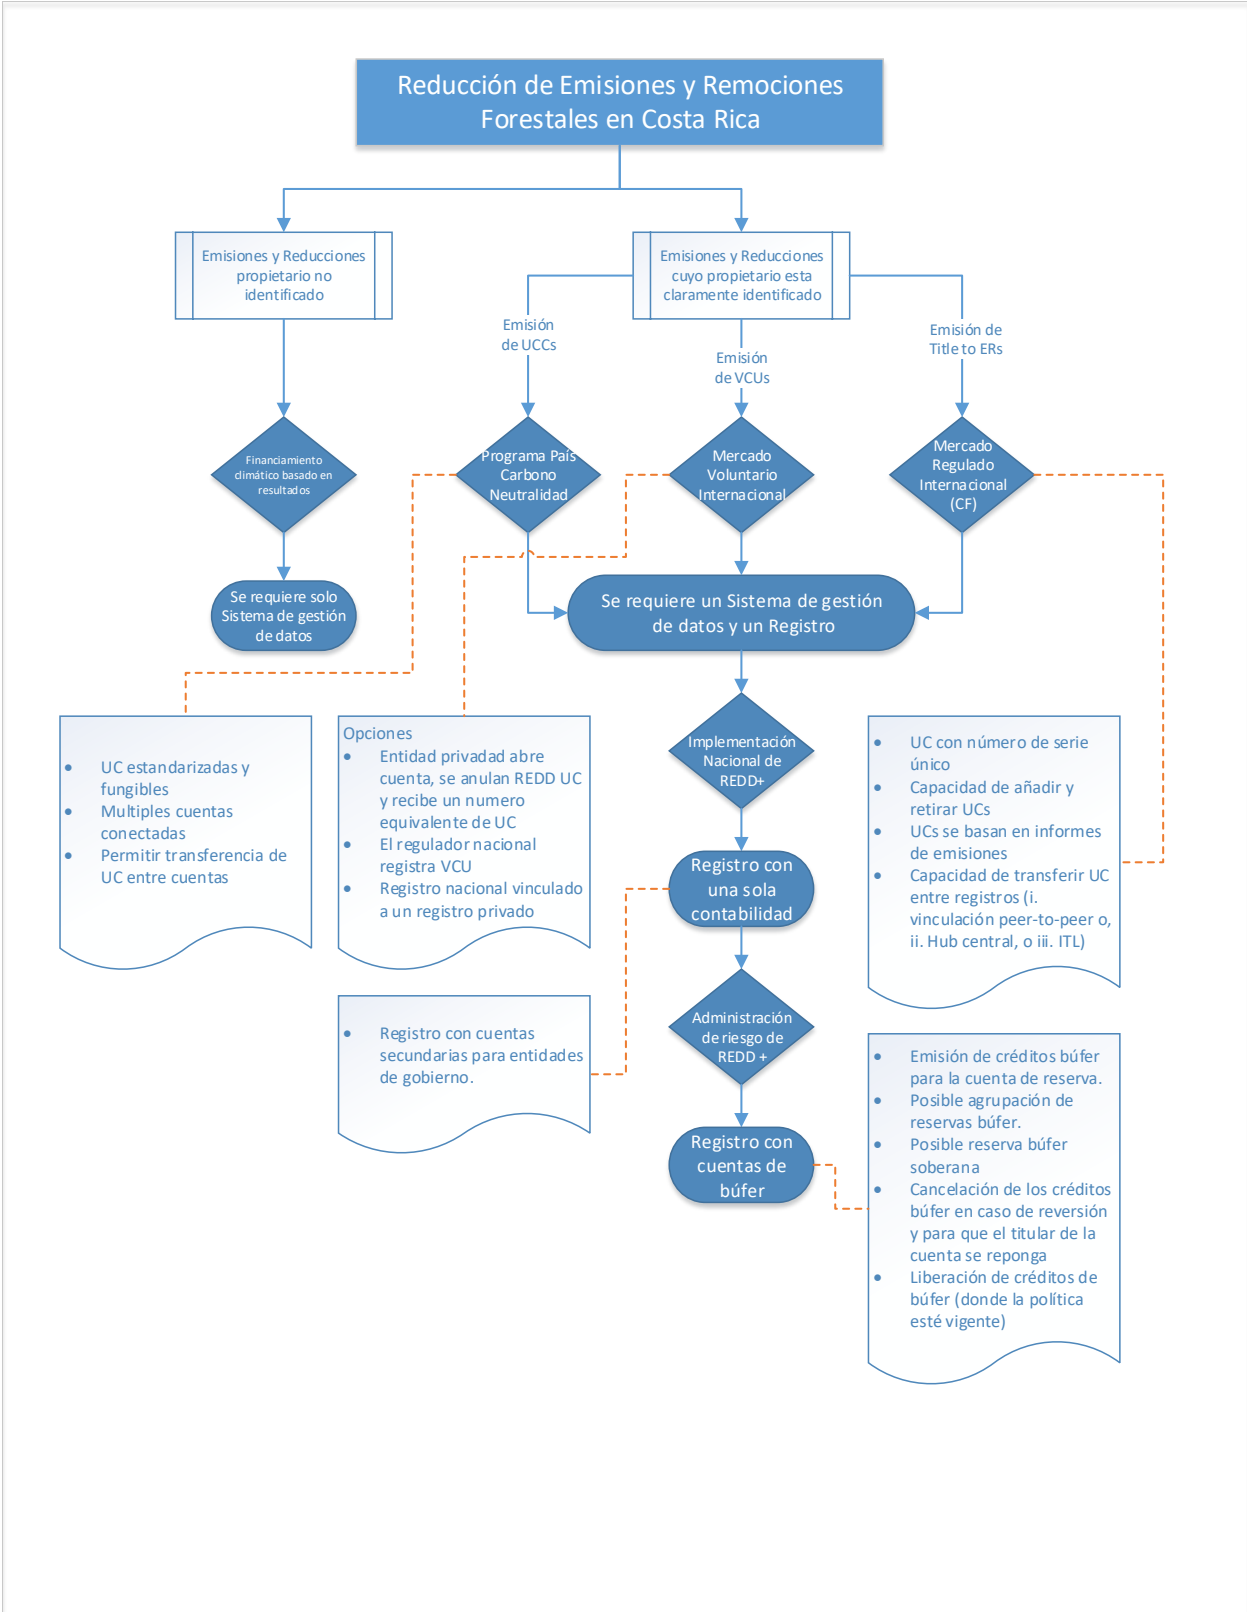 Reducción de Emisiones y Remociones
Forestales en Costa Rica
Emisiones y Reducciones
propietario no
identificado
Emisiones y Reducciones
cuyo propietario esta
claramente identificado
Emisión
de UCCs
Emisión
de VCUs
Emisión de
Title to ERs
Financiamiento
climático basado en
resultados
Programa País
Carbono
Neutralidad
Mercado
Voluntario
Internacional
Mercado
Regulado
Internacional
(CF)
Se requiere solo
Sistema de gestión
de datos
Se requiere un Sistema de gestión
de datos y un Registro
• UC estandarizadas y
fungibles
• Multiples cuentas
conectadas
• Permitir transferencia de
UC entre cuentas
Opciones
• Entidad privadad abre
cuenta, se anulan REDD UC
y recibe un numero
equivalente de UC
• El regulador nacional
registra VCU
• Registro nacional vinculado
a un registro privado
Implementación
Nacional de
REDD+
• UC con número de serie
único
• Capacidad de añadir y
retirar UCs
• UCs se basan en informes
de emisiones
• Capacidad de transferir UC
entre registros (i.
vinculación peer-to-peer o,
ii. Hub central, o iii. ITL)
Registro con
una sola
contabilidad
• Registro con cuentas
secundarias para entidades
de gobierno.
Administración
de riesgo de
REDD +
Registro con
cuentas de
búfer
• Emisión de créditos búfer
para la cuenta de reserva.
• Posible agrupación de
reservas búfer.
• Posible reserva búfer
soberana
• Cancelación de los créditos
búfer en caso de reversión
y para que el titular de la
cuenta se reponga
• Liberación de créditos de
búfer (donde la política
esté vigente)